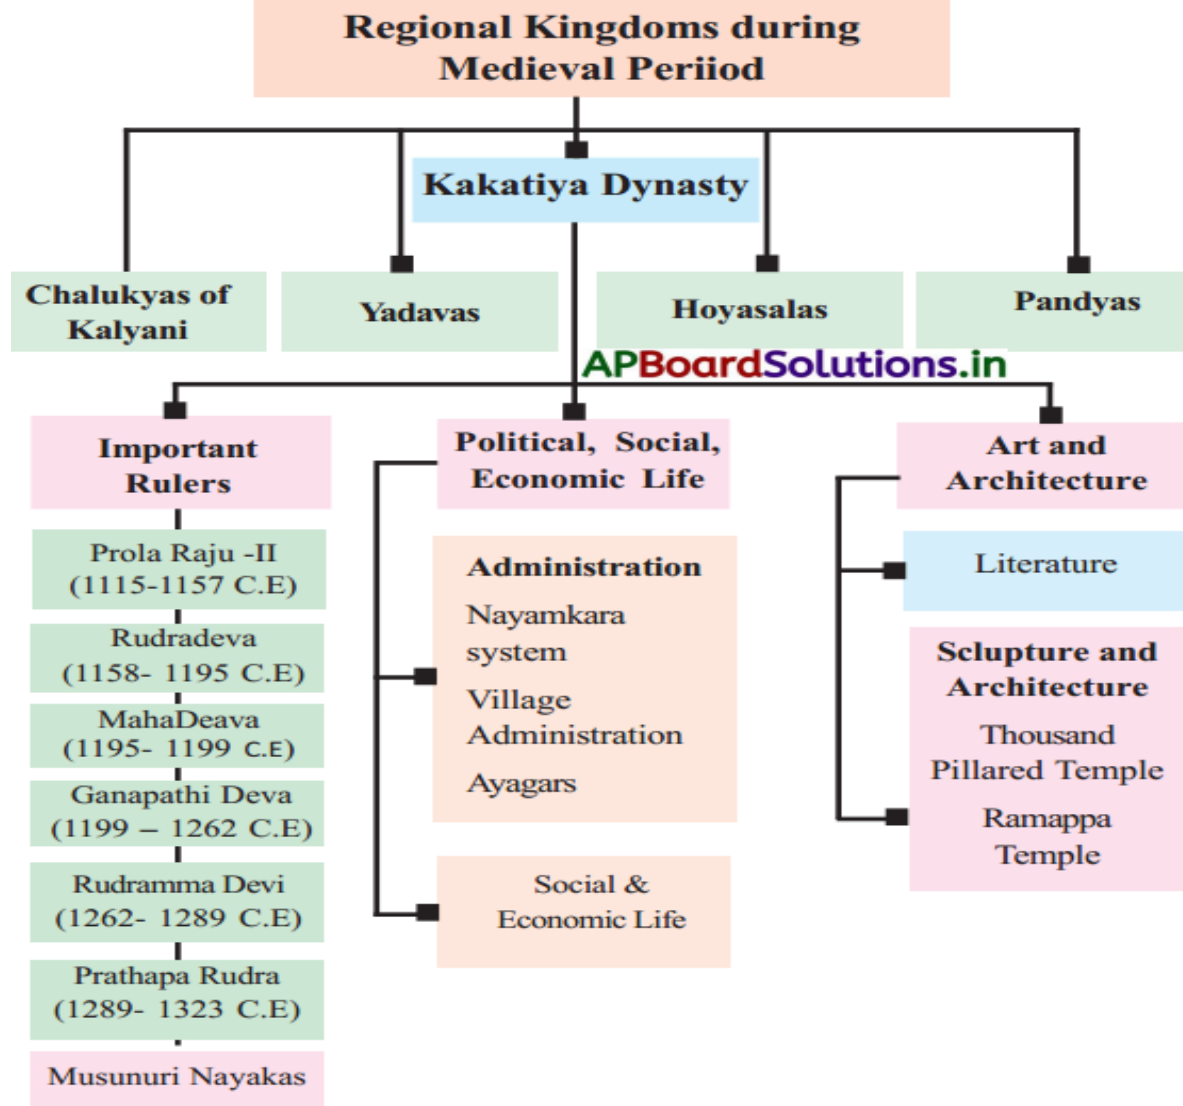 Regional Kingdoms during
Medieval Periiod
Kakatiya Dynasty
Chalukyas of
Kalyani
Yadavas
Hoyasalas
Pandyas
APBoardSolutions.in
Important
Rulers
Prola Raju -II
(1115-1157 C.E)
Rudradeva
(1158- 1195 C.E)
MahaDeava
(1195- 1199 C.E)
Ganapathi Deva
(1199 – 1262 C.E)
Rudramma Devi
(1262- 1289 C.E)
Prathapa Rudra
(1289- 1323 C.E)
Musunuri Nayakas
Political, Social,
Economic Life
Administration
Nayamkara
system
Village
Administration
Ayagars
Social &
Economic Life
Art and
Architecture
Literature
Sclupture and
Architecture
Thousand
Pillared Temple
Ramappa
Temple